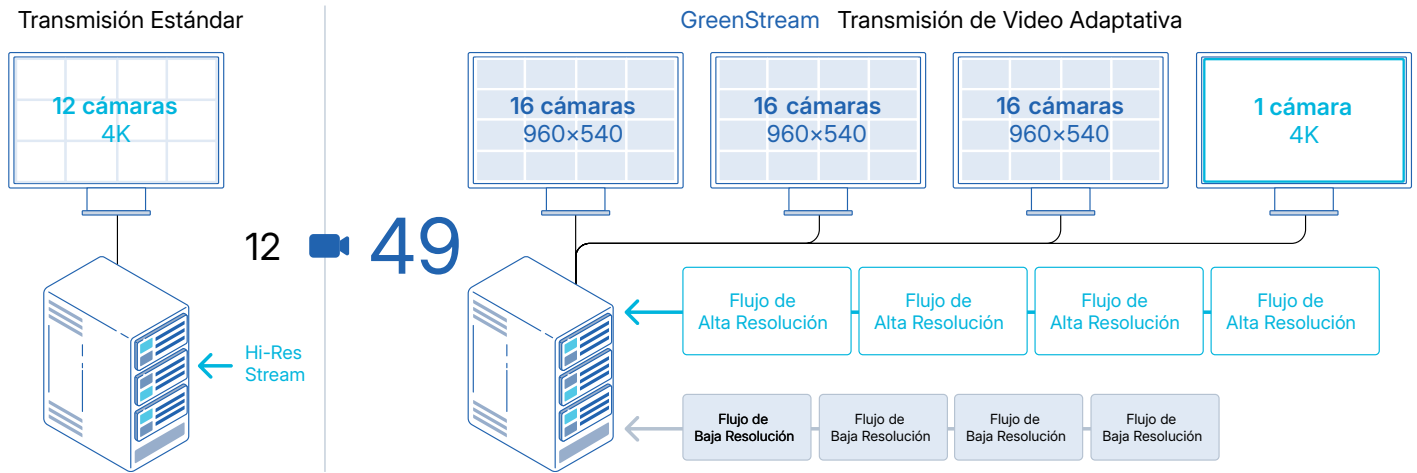 Transmisión Estándar
GreenStream Transmisión de Video Adaptativa
12 cámaras
4K
16 cámaras
960×540
16 cámaras
960×540
16 cámaras
960×540
1 cámara
4K
12
49
Hi-Res
Stream
Flujo de
Alta Resolución
Flujo de
Alta Resolución
Flujo de
Alta Resolución
Flujo de
Alta Resolución
Flujo de
Baja Resolución
Flujo de
Baja Resolución
Flujo de
Baja Resolución
Flujo de
Baja Resolución